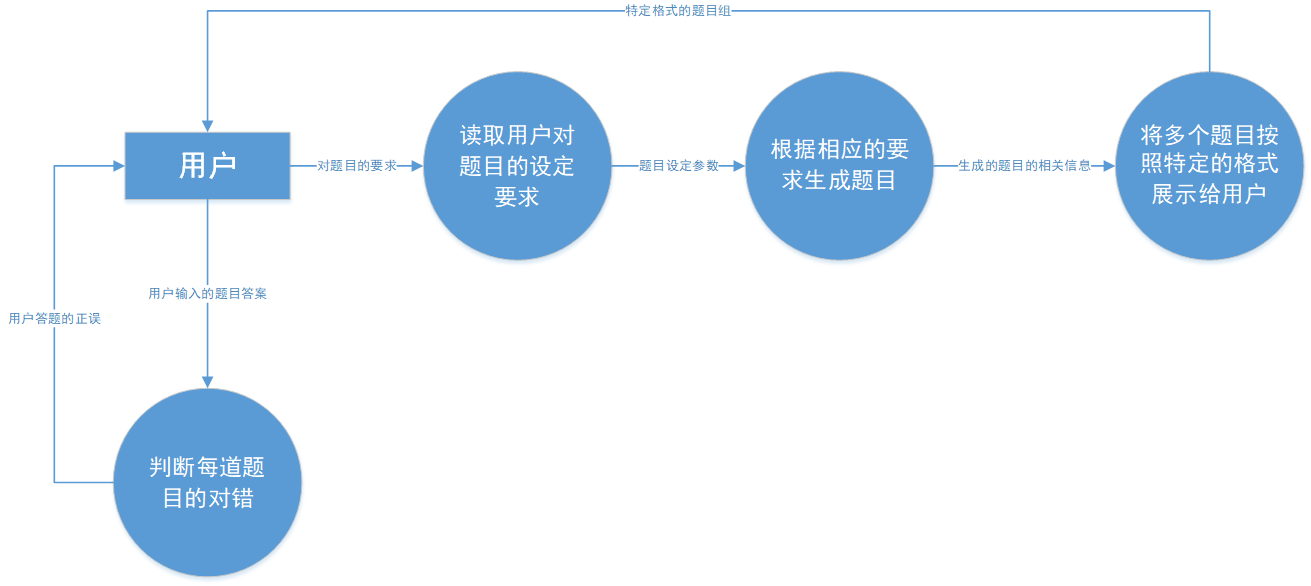 特定格式的题目组
用户
对题目的要求
读取用户对
题目的设定
要求
题目设定参数
根据相应的要
求生成题目
生成的题目的相关信息
将多个题目按
照特定的格式
展示给用户
用户输入的题目答案
用户答题的正误
判断每道题
目的对错